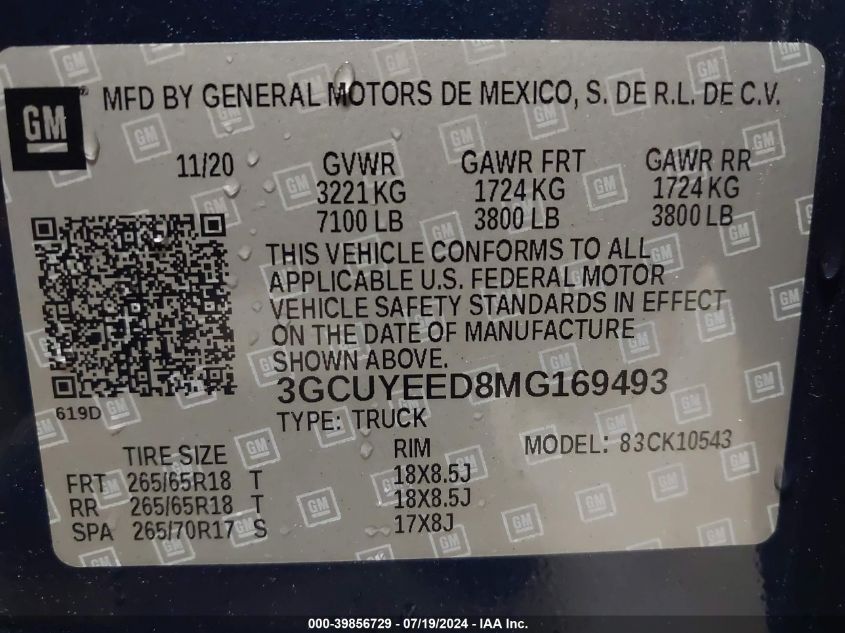 GM ® MFD BY GENERAL MOTORS DE MEXICO, S. DE R.L. DE C.V.
11/20 GVWR GAWR FRT GAWR RR
3221 KG 1724 KG 1724 KG
7100 LB 3800 LB 3800 LB
THIS VEHICLE CONFORMS TO ALL
APPLICABLE U.S. FEDERAL MOTOR
VEHICLE SAFETY STANDARDS IN EFFECT
ON THE DATE OF MANUFACTURE
SHOWN ABOVE.
3GCUYEED8MG169493
619D
TYPE: TRUCK
MODEL: 83CK10543
TIRE SIZE RIM
FRT 265/65R18 T 18X8.5J
RR 265/65R18 T 18X8.5J
SPA 265/70R17 S 17X8J
000-39856729 - 07/19/2024 - IAA Inc.